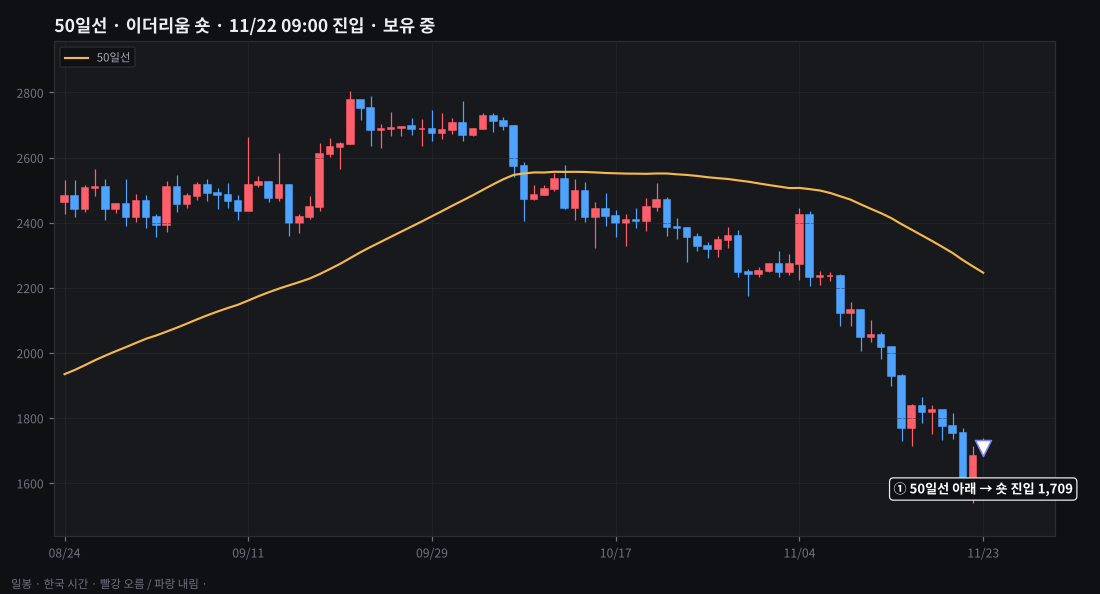 50일선 · 이더리움 숏 · 11/22 09:00 진입 · 보유 중
50일선
2800
2600
2400
2200
2000
1800
1600
① 50일선 아래 → 숏 진입 1,709
08/24 09/11 09/29 10/17 11/04 11/23
일봉 · 한국 시간 · 빨강 오름 / 파랑 내림 ·